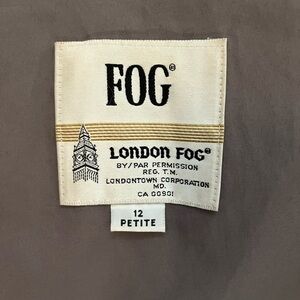 FOG®
LONDON FOG®
BY/PAR PERMISSION
REG. T.M.
LONDONTOWN CORPORATION
MD.
CA 00901
12
PETITE